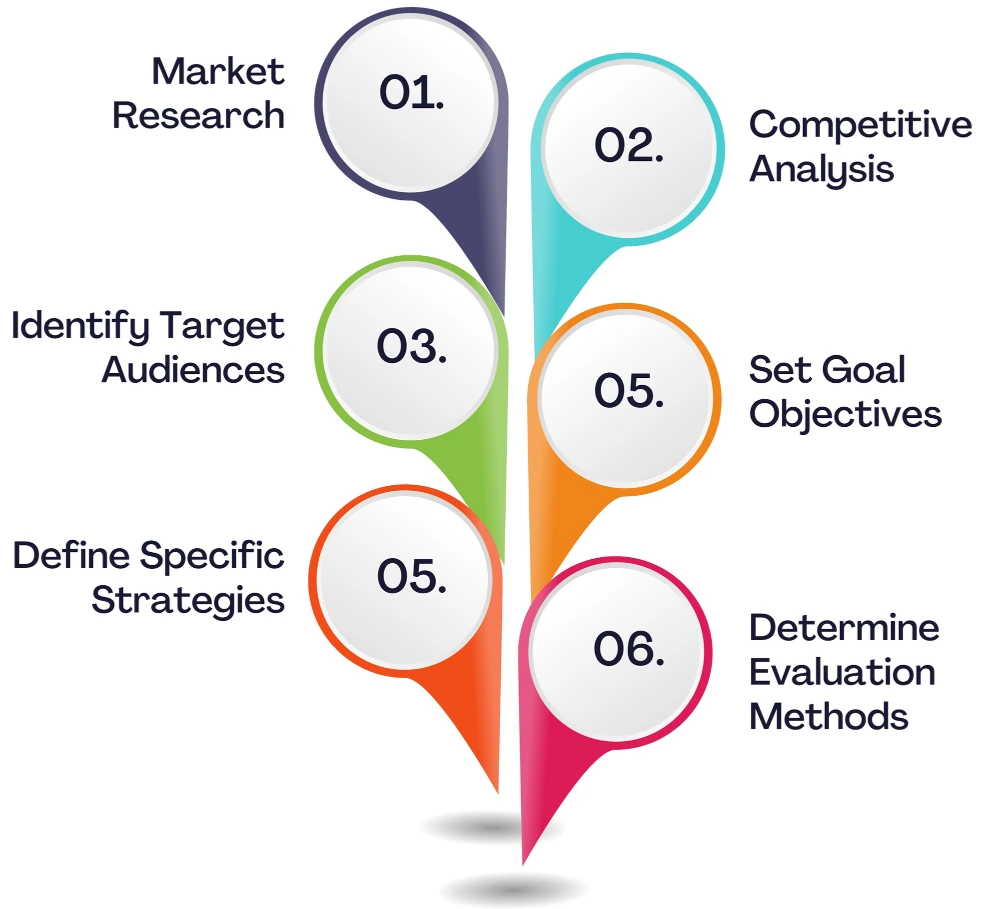 Market
Research
01.
02.
Competitive
Analysis
Identify Target
Audiences
03.
05.
Set Goal
Objectives
Define Specific
Strategies
05.
06.
Determine
Evaluation
Methods